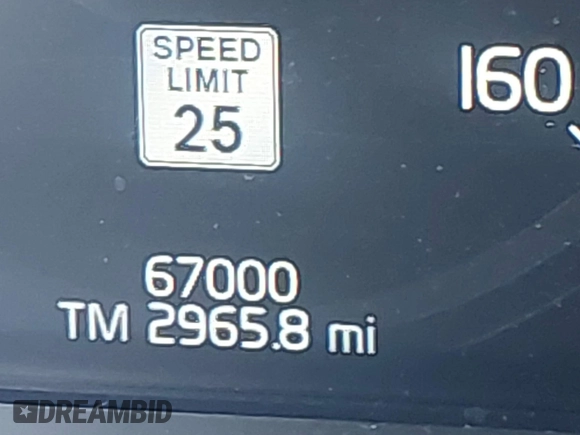 SPEED
LIMIT
25
160
67000
TM 2965.8 mi
DREAMBID